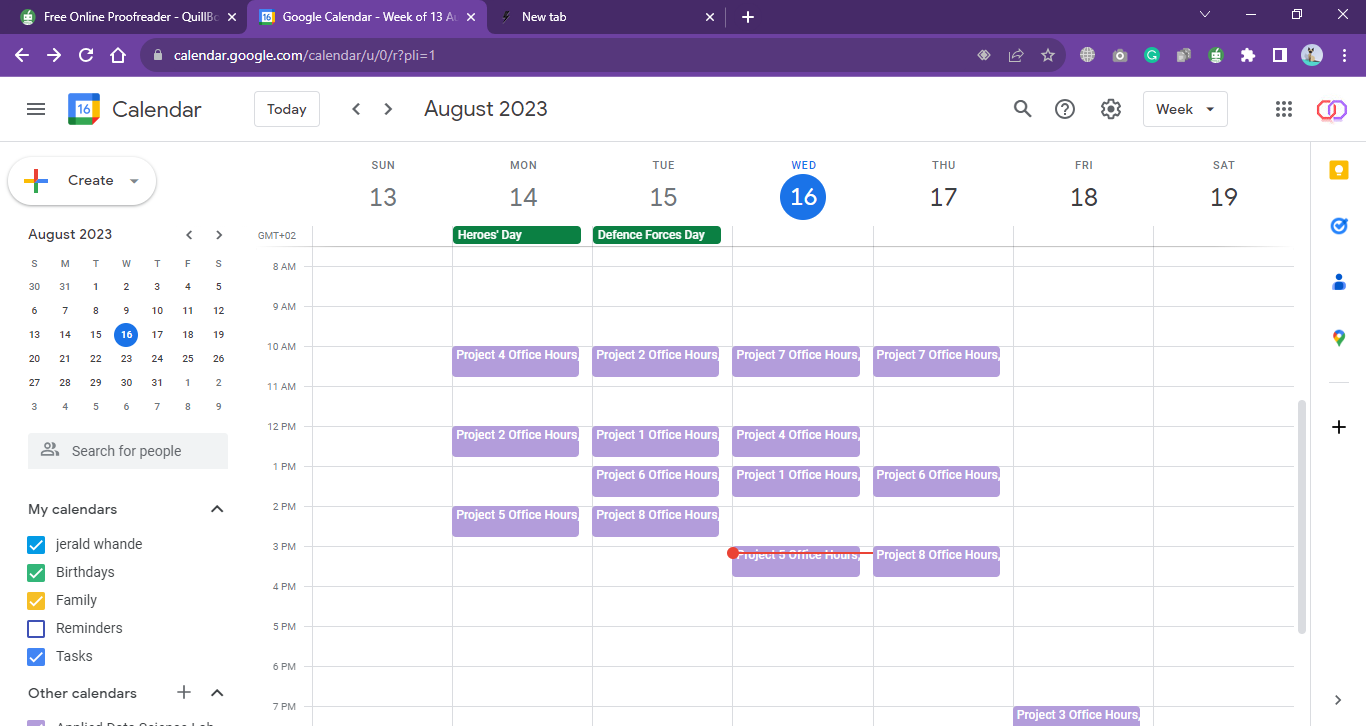 Free Online Proofreader - QuillBo
Google Calendar - Week of 13 Au
New tab
calendar.google.com/calendar/u/0/r?pli=1
16
Calendar
Today
August 2023
Week
Create
SUN
MON
TUE
WED
THU
FRI
SAT
13
14
15
16
17
18
19
GMT+02
Heroes' Day
Defence Forces Day
August 2023
S M T W T F S
30 31 1 2 3 4 5
6 7 8 9 10 11 12
13 14 15 16 17 18 19
20 21 22 23 24 25 26
27 28 29 30 31 1 2
3 4 5 6 7 8 9
Search for people
My calendars
jerald whande
Birthdays
Family
Reminders
Tasks
Other calendars
Applied Data Science Lab
8 AM
9 AM
10 AM
Project 4 Office Hours,
Project 2 Office Hours,
Project 7 Office Hours,
Project 7 Office Hours,
11 AM
12 PM
Project 2 Office Hours,
Project 1 Office Hours,
Project 4 Office Hours,
1 PM
Project 6 Office Hours,
Project 1 Office Hours,
Project 6 Office Hours,
2 PM
Project 5 Office Hours,
Project 8 Office Hours,
3 PM
Project 5 Office Hours,
Project 8 Office Hours,
4 PM
5 PM
6 PM
7 PM
Project 3 Office Hours,